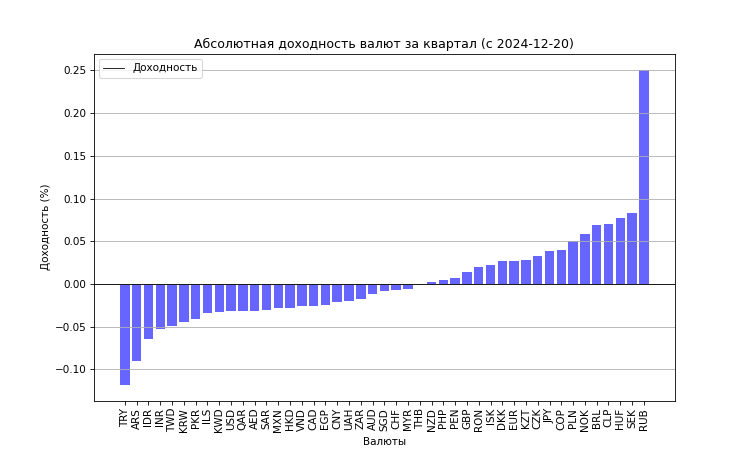 Абсолютная доходность валют за квартал (с 2024-12-20)
Доходность
0.25
0.20
0.15
0.10
0.05
0.00
−0.05
−0.10
Доходность (%)
TRY ARS IDR INR TWD KRW PKR ILS KWD USD QAR AED SAR MXN HKD VND CAD EGP CNY UAH ZAR AUD SGD CHF MYR THB NZD PHP PEN GBP RON ISK DKK EUR KZT CZK JPY COP PLN NOK BRL CLP HUF SEK RUB
Валюты